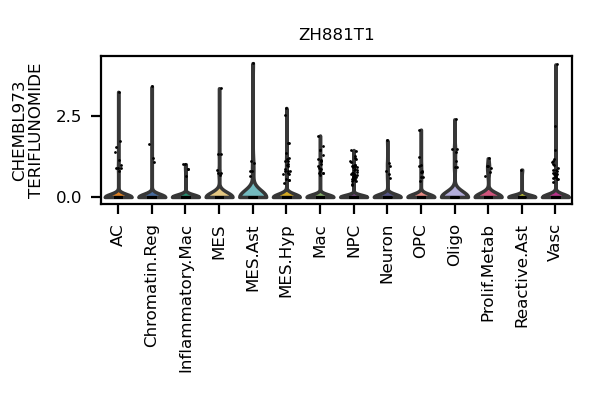 ZH881T1
CHEMBL973
TERIFLUNOMIDE
2.5
0.0
AC
Chromatin.Reg
Inflammatory.Mac
MES
MES.Ast
MES.Hyp
Mac
NPC
Neuron
OPC
Oligo
Prolif.Metab
Reactive.Ast
Vasc